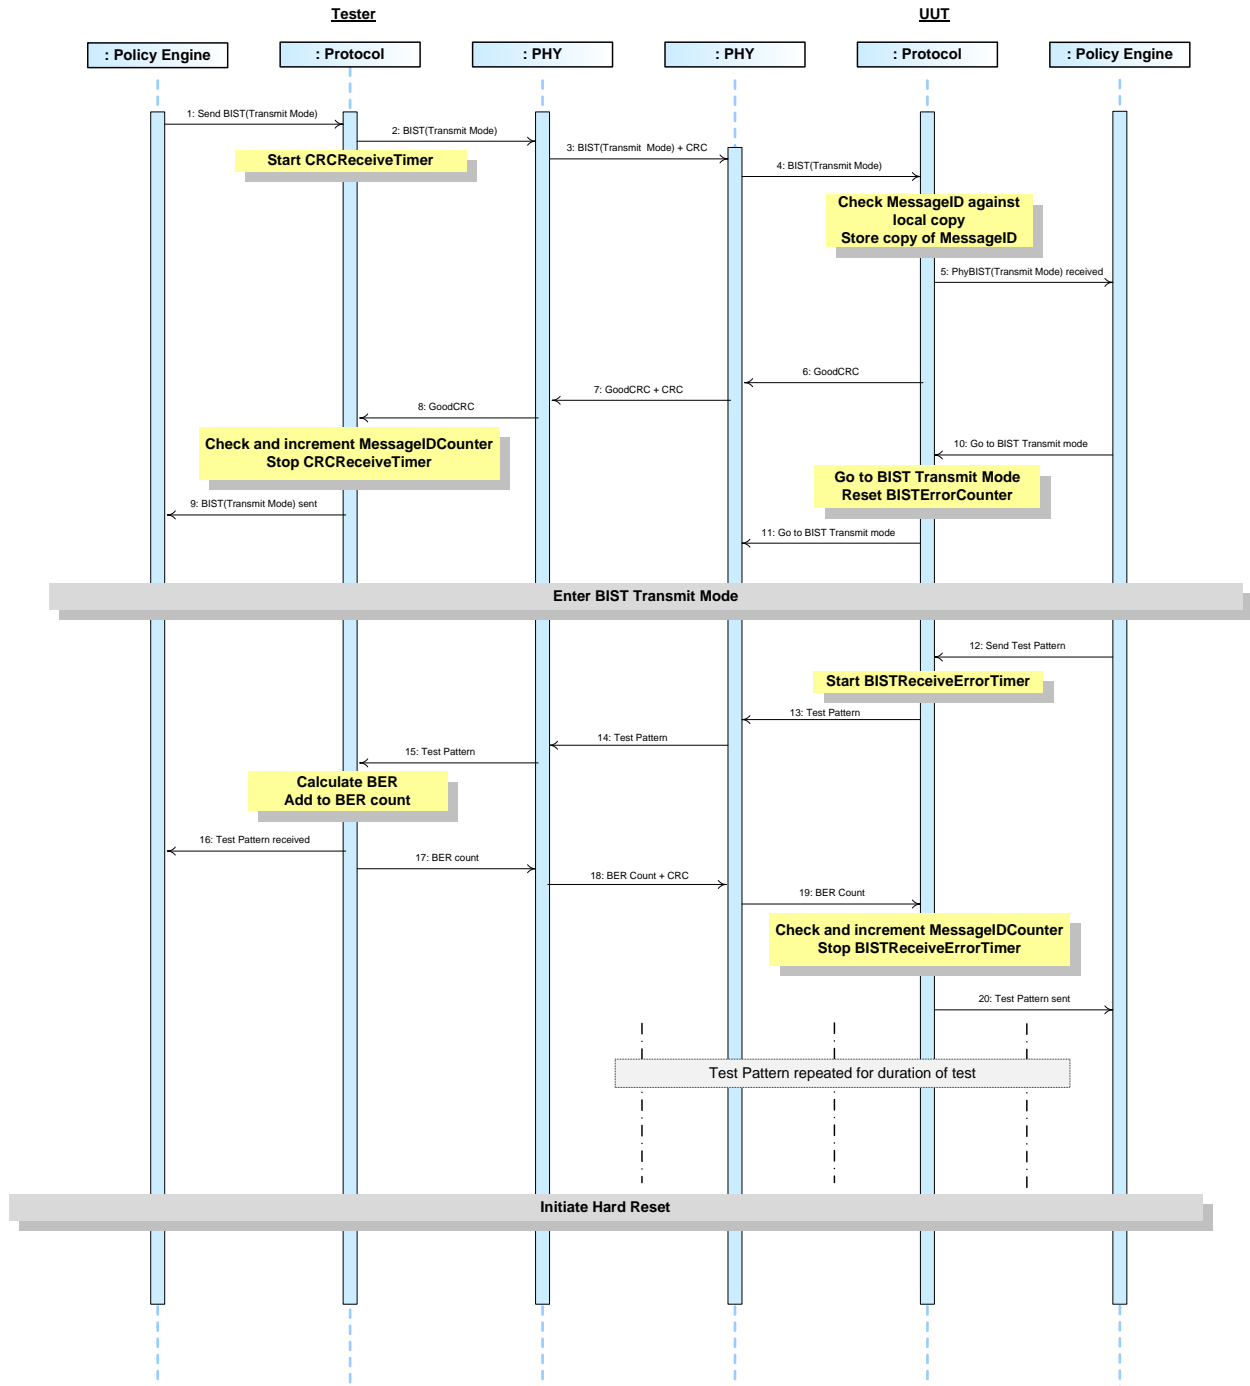 Tester
UUT
: Policy Engine
: Protocol
: PHY
: PHY
: Protocol
: Policy Engine
1: Send BIST(Transmit Mode)
2: BIST(Transmit Mode)
Start CRCReceiveTimer
3: BIST(Transmit Mode) + CRC
4: BIST(Transmit Mode)
Check MessageID against
local copy
Store copy of MessageID
5: PhyBIST(Transmit Mode) received
6: GoodCRC
7: GoodCRC + CRC
8: GoodCRC
Check and increment MessageIDCounter
Stop CRCReceiveTimer
10: Go to BIST Transmit mode
Go to BIST Transmit Mode
Reset BISTErrorCounter
9: BIST(Transmit Mode) sent
11: Go to BIST Transmit mode
Enter BIST Transmit Mode
12: Send Test Pattern
Start BISTReceiveErrorTimer
13: Test Pattern
14: Test Pattern
15: Test Pattern
Calculate BER
Add to BER count
16: Test Pattern received
17: BER count
18: BER Count + CRC
19: BER Count
Check and increment MessageIDCounter
Stop BISTReceiveErrorTimer
20: Test Pattern sent
Test Pattern repeated for duration of test
Initiate Hard Reset